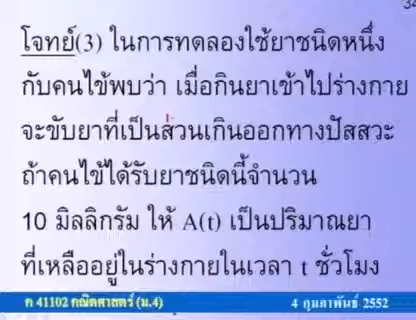 34
โจทย์(3) ในการทดลองใช้ยาชนิดหนึ่ง
กับคนไข้พบว่า เมื่อกินยาเข้าไปร่างกาย
จะขับยาที่เป็นส่วนเกินออกทางปัสสวะ
ถ้าคนไข้ได้รับยาชนิดนี้จำนวน
10 มิลลิกรัม ให้ A(t) เป็นปริมาณยา
ที่เหลืออยู่ในร่างกายในเวลา t ชั่วโมง
ค 41102 คณิตศาสตร์ (ม.4) 4 กุมภาพันธ์ 2552